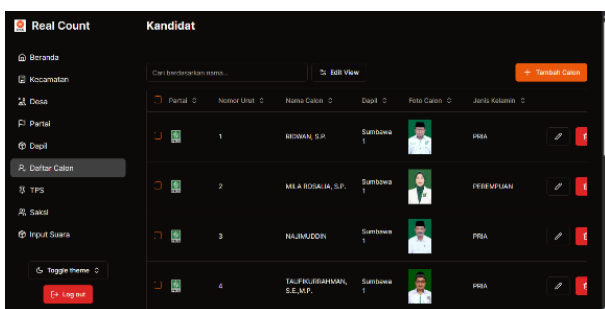 Real Count
Kandidat
Beranda
Kecamatan
Desa
Partai
Dapil
Daftar Calon
TPS
Saksi
Input Suara
Toggle theme
Log out
Cari berdasarkan nama...
Edit View
+ Tambah Calon
Partai Nomor Urut Nama Calon Dapil Foto Calon Jenis Kelamin
1 RIDWAN, S.P. Sumbawa 1 PRIA
2 MILA ROSALIA, S.P. Sumbawa 1 PEREMPUAN
3 NAJIMUDDIN Sumbawa 1 PRIA
4 TAUFIKURRAHMAN, S.E.,M.P. Sumbawa 1 PRIA